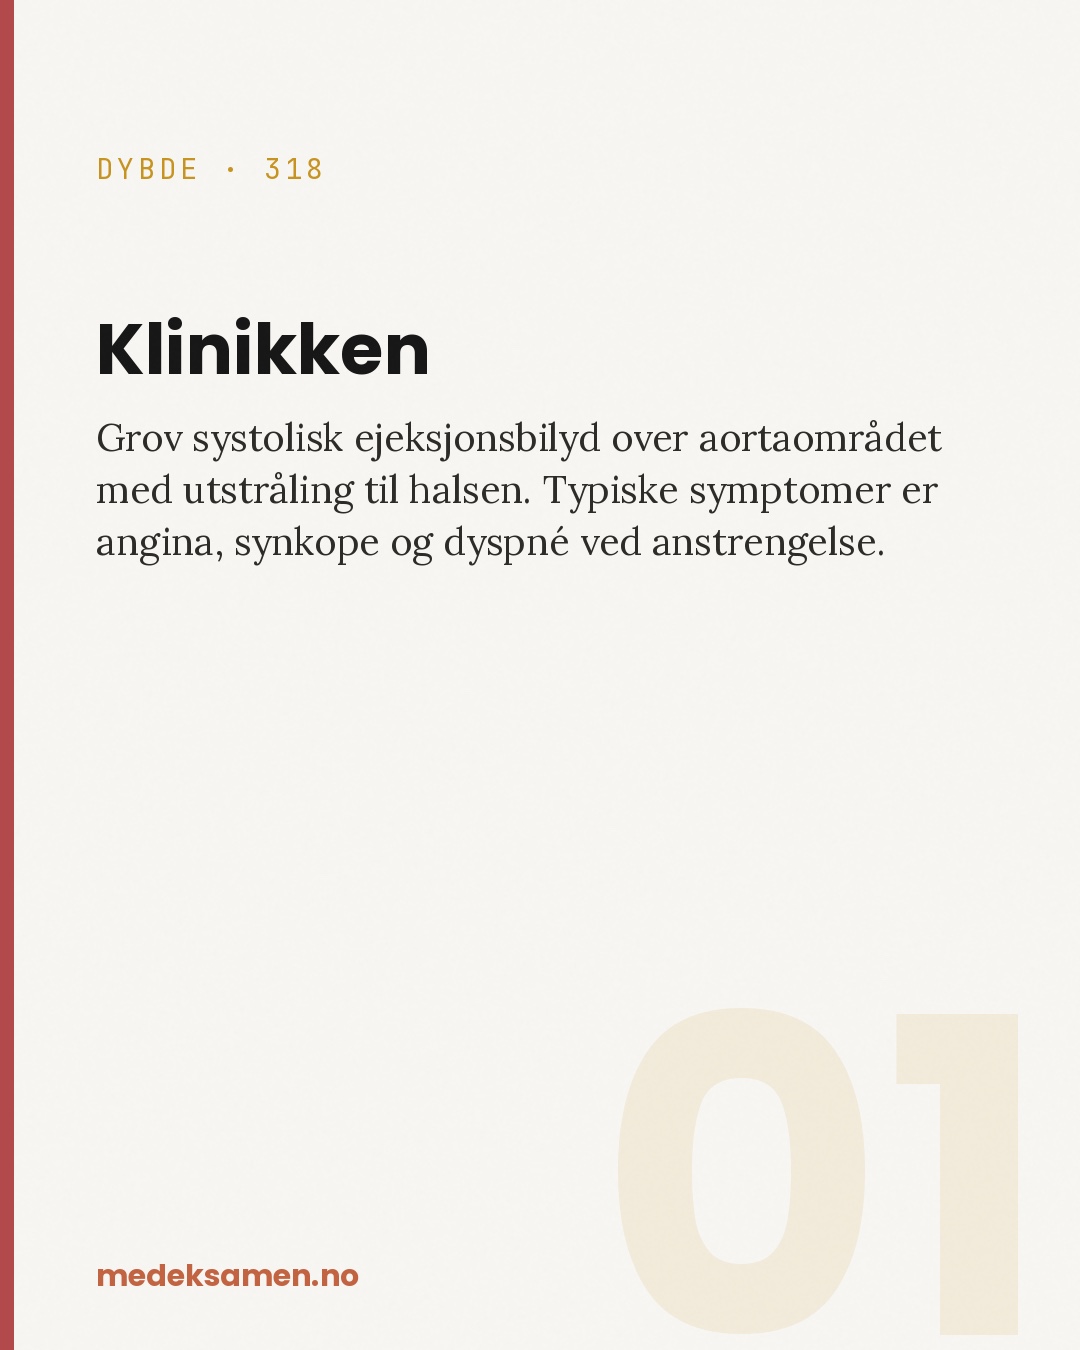 DYBDE · 318
Klinikken
Grov systolisk ejeksjonsbilyd over aortaområdet
med utstråling til halsen. Typiske symptomer er
angina, synkope og dyspné ved anstrengelse.
01
medeksamen.no